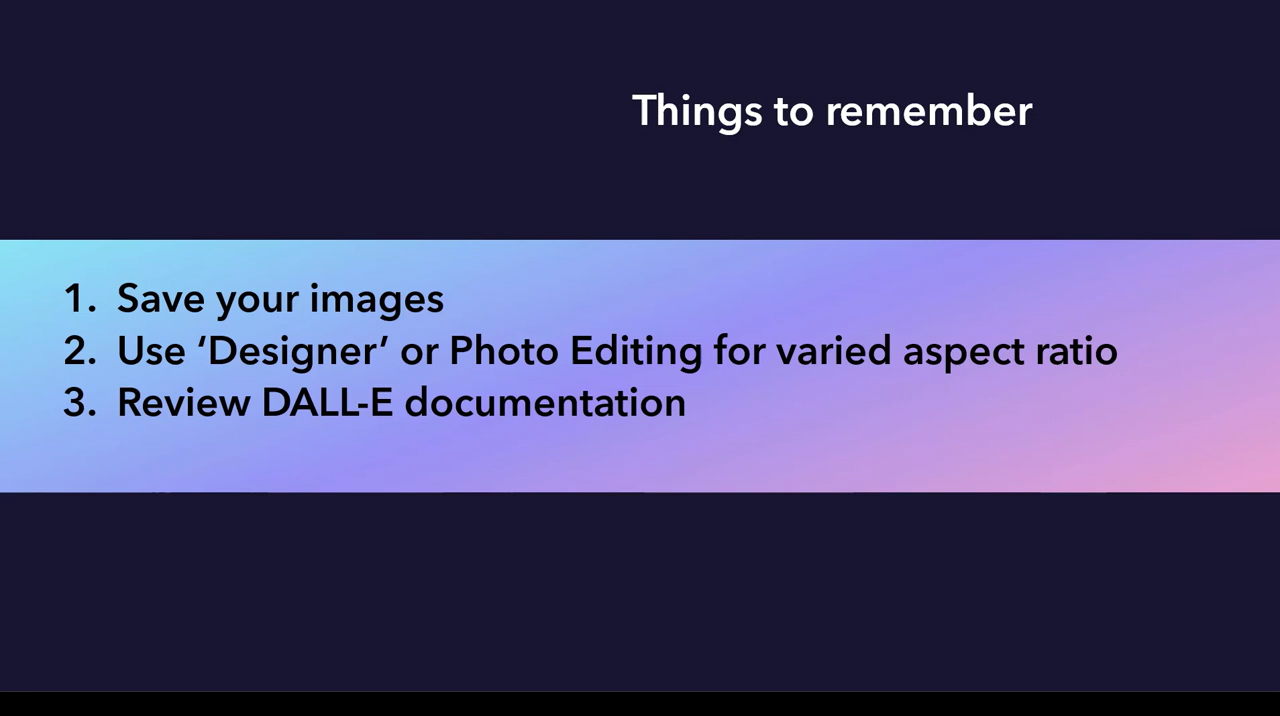 Things to remember
1. Save your images
2. Use ‘Designer’ or Photo Editing for varied aspect ratio
3. Review DALL-E documentation